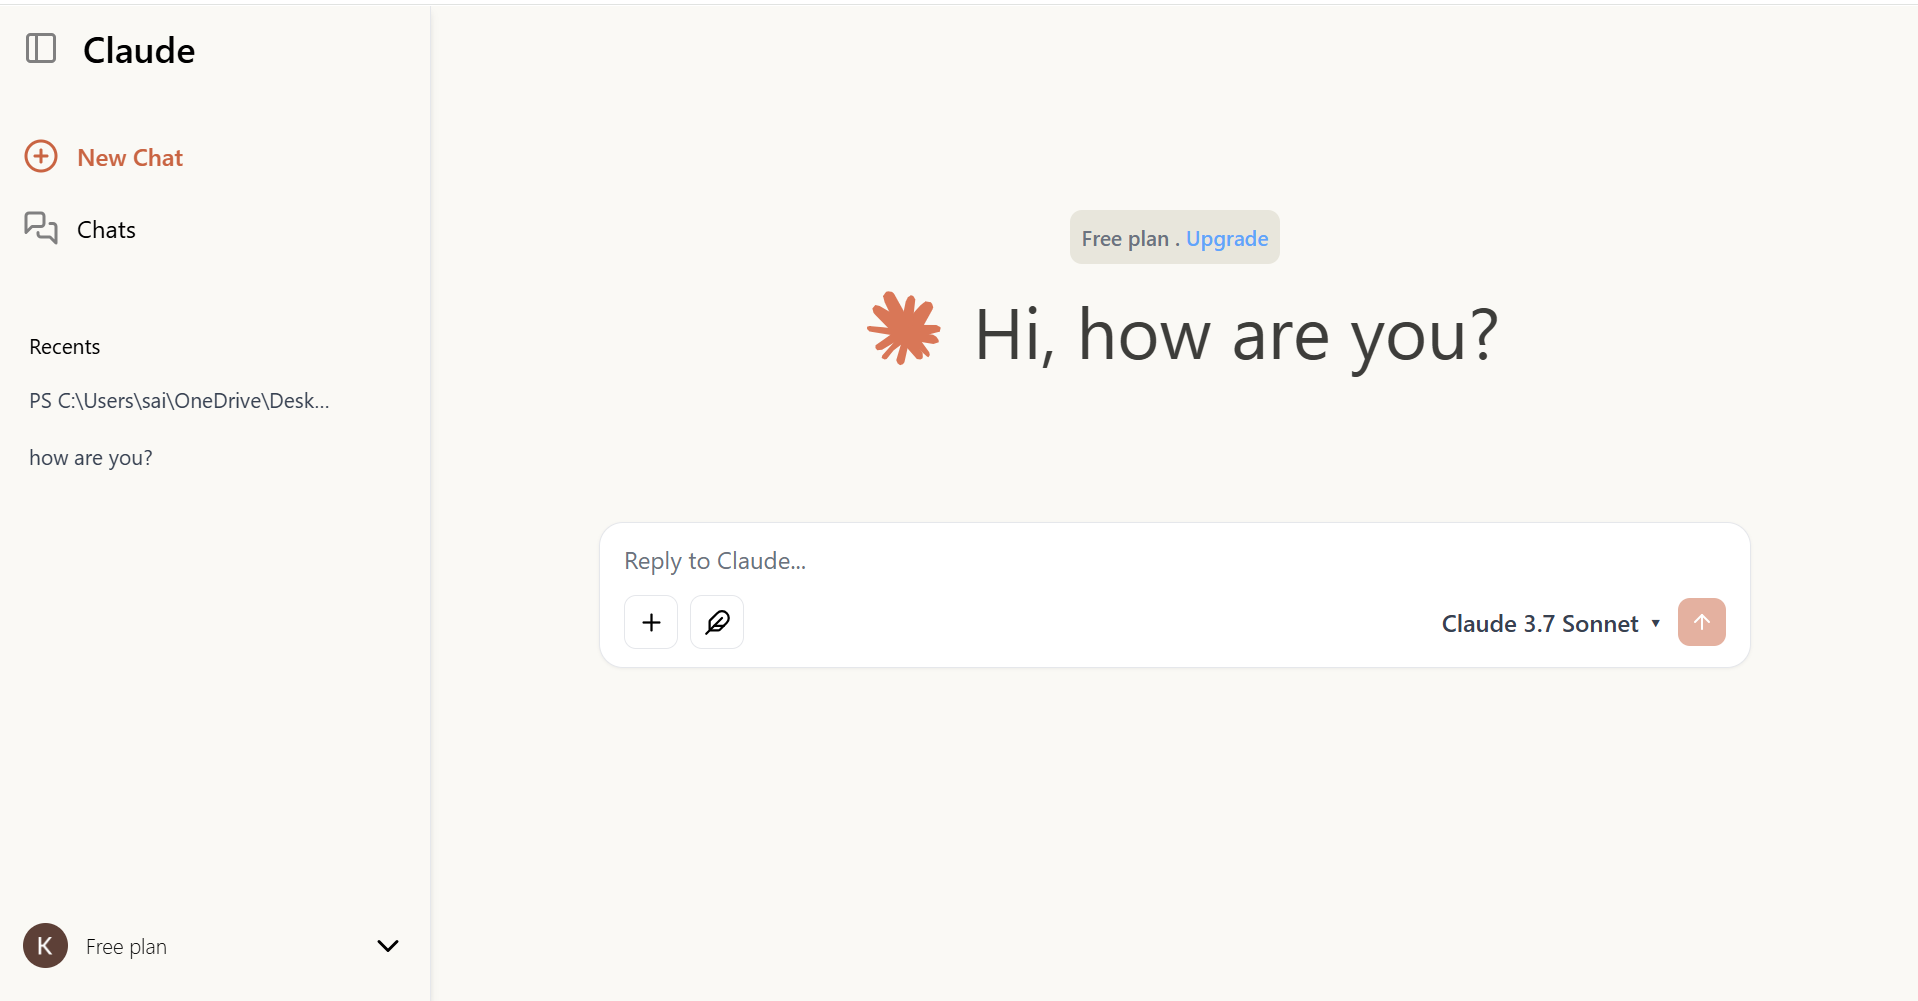 Claude
New Chat
Chats
Recents
PS C:\Users\sai\OneDrive\Desk...
how are you?
K
Free plan
Free plan . Upgrade
Hi, how are you?
Reply to Claude...
Claude 3.7 Sonnet